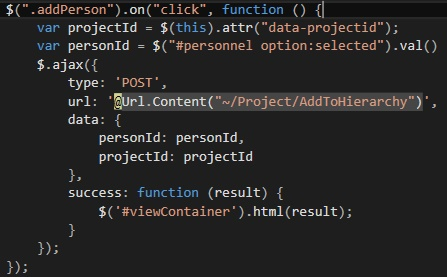 $(".addPerson").on("click", function () {
    var projectId = $(this).attr("data-projectid");
    var personId = $("#personnel option:selected").val()
    $.ajax({
        type: 'POST',
        url: '@Url.Content("~/Project/AddToHierarchy")',
        data: {
            personId: personId,
            projectId: projectId
        },
        success: function (result) {
            $('#viewContainer').html(result);
        }
    });
});